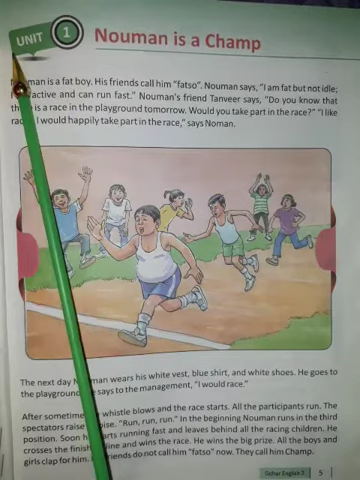 UNIT 1 Nouman is a Champ
man is a fat boy. His friends call him "fatso". Nouman says, "I am fat but not idle;
active and can run fast." Nouman's friend Tanveer says, "Do you know that
is a race in the playground tomorrow. Would you take part in the race?" "I like
I would happily take part in the race," says Noman.
The next day man wears his white vest, blue shirt, and white shoes. He goes to
the playground says to the management, "I would race."
After sometime whistle blows and the race starts. All the participants run. The
spectators raise "Run, run, run." In the beginning Nouman runs in the third
position. Soon running fast and leaves behind all the racing children. He
crosses the finish line and wins the race. He wins the big prize. All the boys and
girls clap for him. do not call him "fatso" now. They call him Champ.
Gohar English 3 5